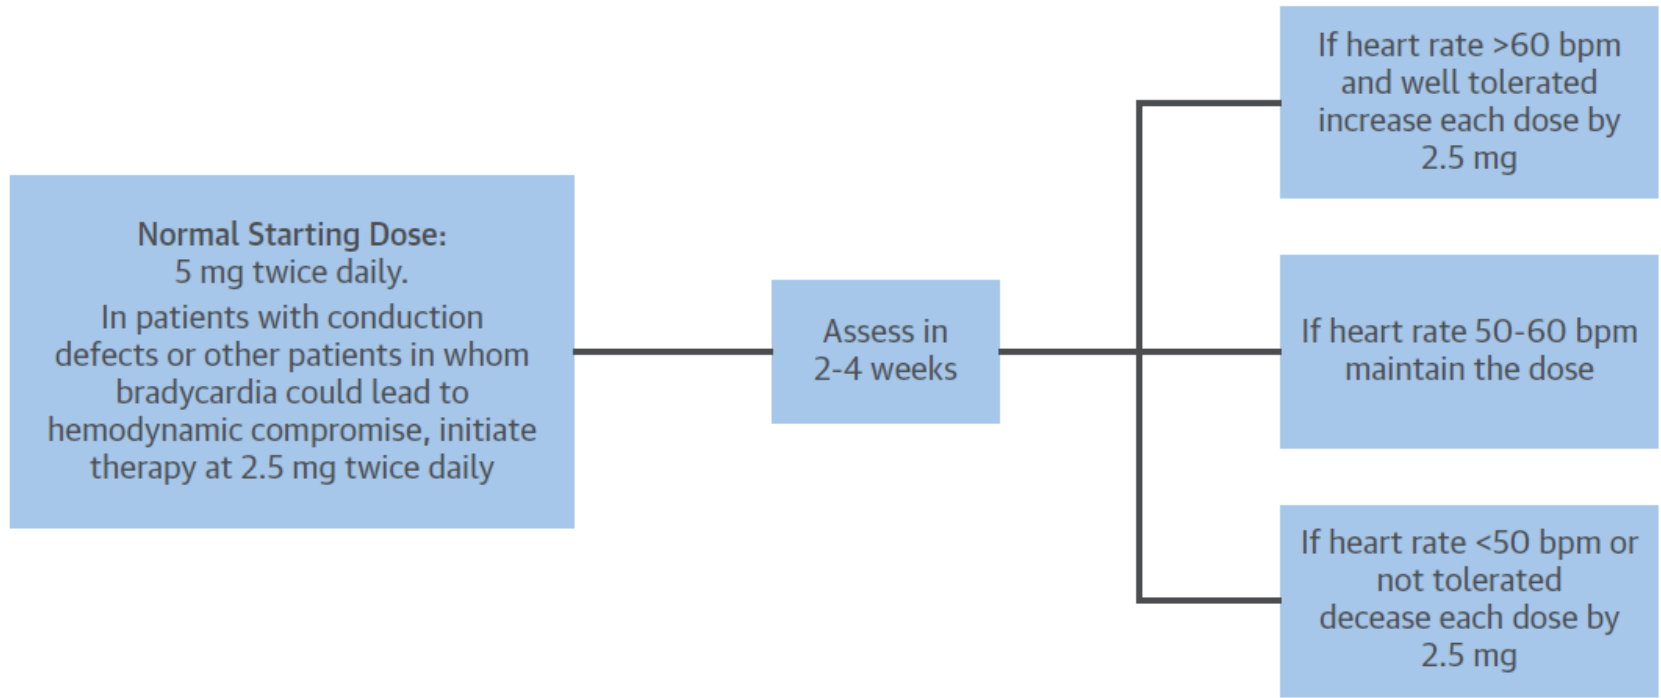 Normal Starting Dose:
5 mg twice daily.
In patients with conduction
defects or other patients in whom
bradycardia could lead to
hemodynamic compromise, initiate
therapy at 2.5 mg twice daily
Assess in
2-4 weeks
If heart rate >60 bpm
and well tolerated
increase each dose by
2.5 mg
If heart rate 50-60 bpm
maintain the dose
If heart rate <50 bpm or
not tolerated
decease each dose by
2.5 mg